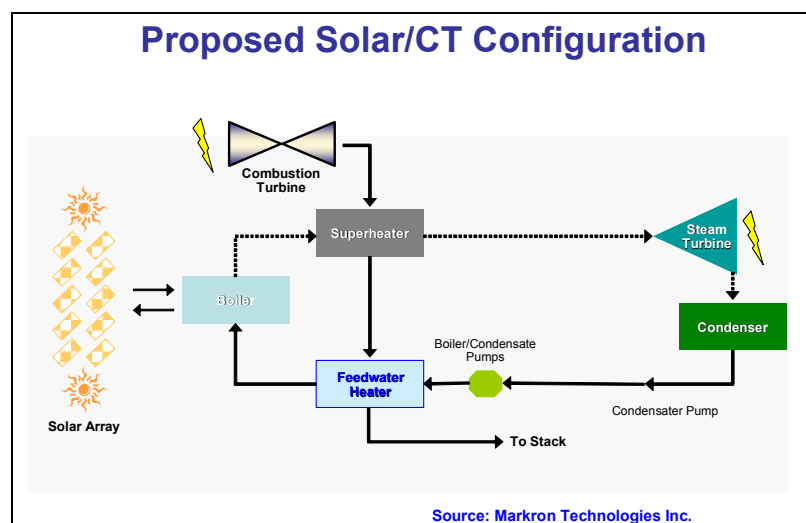 Proposed Solar/CT Configuration
Combustion
Turbine
Superheater
Steam
Turbine
Boiler
Condenser
Boiler/Condensate
Pumps
Feedwater
Heater
Condensater Pump
Solar Array
To Stack
Source: Markron Technologies Inc.